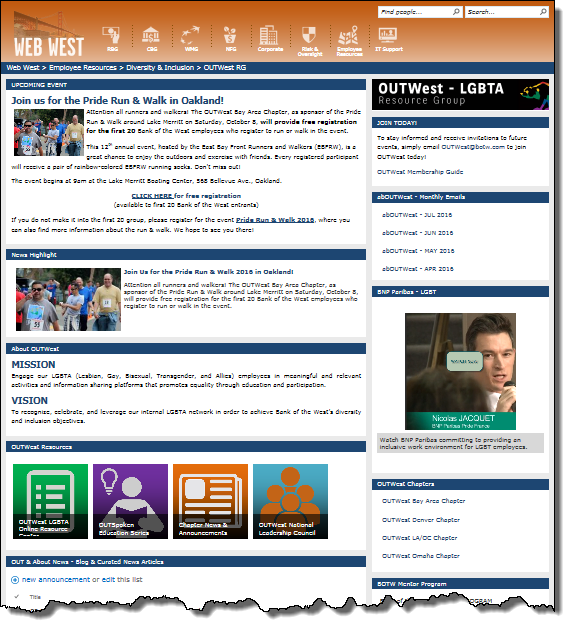 Find people...
Search...
WEB WEST
RBG
CBG
WMG
NFG
Corporate
Risk &
Oversight
Employee
Resources
IT Support
Web West > Employee Resources > Diversity & Inclusion > OUTWest RG
UPCOMING EVENT
Join us for the Pride Run & Walk in Oakland!
Attention all runners and walkers! The OUTWest Bay Area Chapter, as sponsor of the Pride
Run & Walk around Lake Merritt on Saturday, October 8, will provide free registration
for the first 20 Bank of the West employees who register to run or walk in the event.
This 12th annual event, hosted by the East Bay Front Runners and Walkers (EBFRW), is a
great chance to enjoy the outdoors and exercise with friends. Every registered participant
will receive a pair of rainbow-colored EBFRW running socks. Don't miss out!
The event begins at 9am at the Lake Merritt Boating Center, 568 Bellevue Ave., Oakland.
CLICK HERE for free registration
(available to first 20 Bank of the West entrants)
If you do not make it into the first 20 group, please register for the event Pride Run & Walk 2016, where you
can also find more information about the run & walk. We hope to see you there!
News Highlight
Join Us for the Pride Run & Walk 2016 in Oakland!
Attention all runners and walkers! The OUTWest Bay Area Chapter, as
sponsor of the Pride Run & Walk around Lake Merritt on Saturday, October 8,
will provide free registration for the first 20 Bank of the West employees who
register to run or walk in the event.
About OUTWest
MISSION
Engage our LGBTA (Lesbian, Gay, Bisexual, Transgender, and Allies) employees in meaningful and relevant
activities and information sharing platforms that promotes equality through education and participation.
VISION
To recognize, celebrate, and leverage our internal LGBTA network in order to achieve Bank of the West's diversity
and inclusion objectives.
OUTWest Resources
OUTWest LGBTA
Online Resource
Center
OUTSpoken
Education Series
Chapter News &
Announcements
OUTWest National
Leadership Council
OUT & About News - Blog & Curated News Articles
new announcement or edit this list
Title
OUTWest - LGBTA
Resource Group
JOIN TODAY!
To stay informed and receive invitations to future
events, simply email OUTWest@botw.com to join
OUTWest today!
OUTWest Membership Guide
abOUTWest - Monthly Emails
abOUTWest - JUL 2016
abOUTWest - JUN 2016
abOUTWest - MAY 2016
abOUTWest - APR 2016
BNP Paribas - LGBT
Nicolas JACQUET
BNP Paribas Pride France
Watch BNP Paribas committing to providing an
inclusive work environment for LGBT employees.
OUTWest Chapters
OUTWest Bay Area Chapter
OUTWest Denver Chapter
OUTWest LA/OC Chapter
OUTWest Omaha Chapter
BOTW Mentor Program